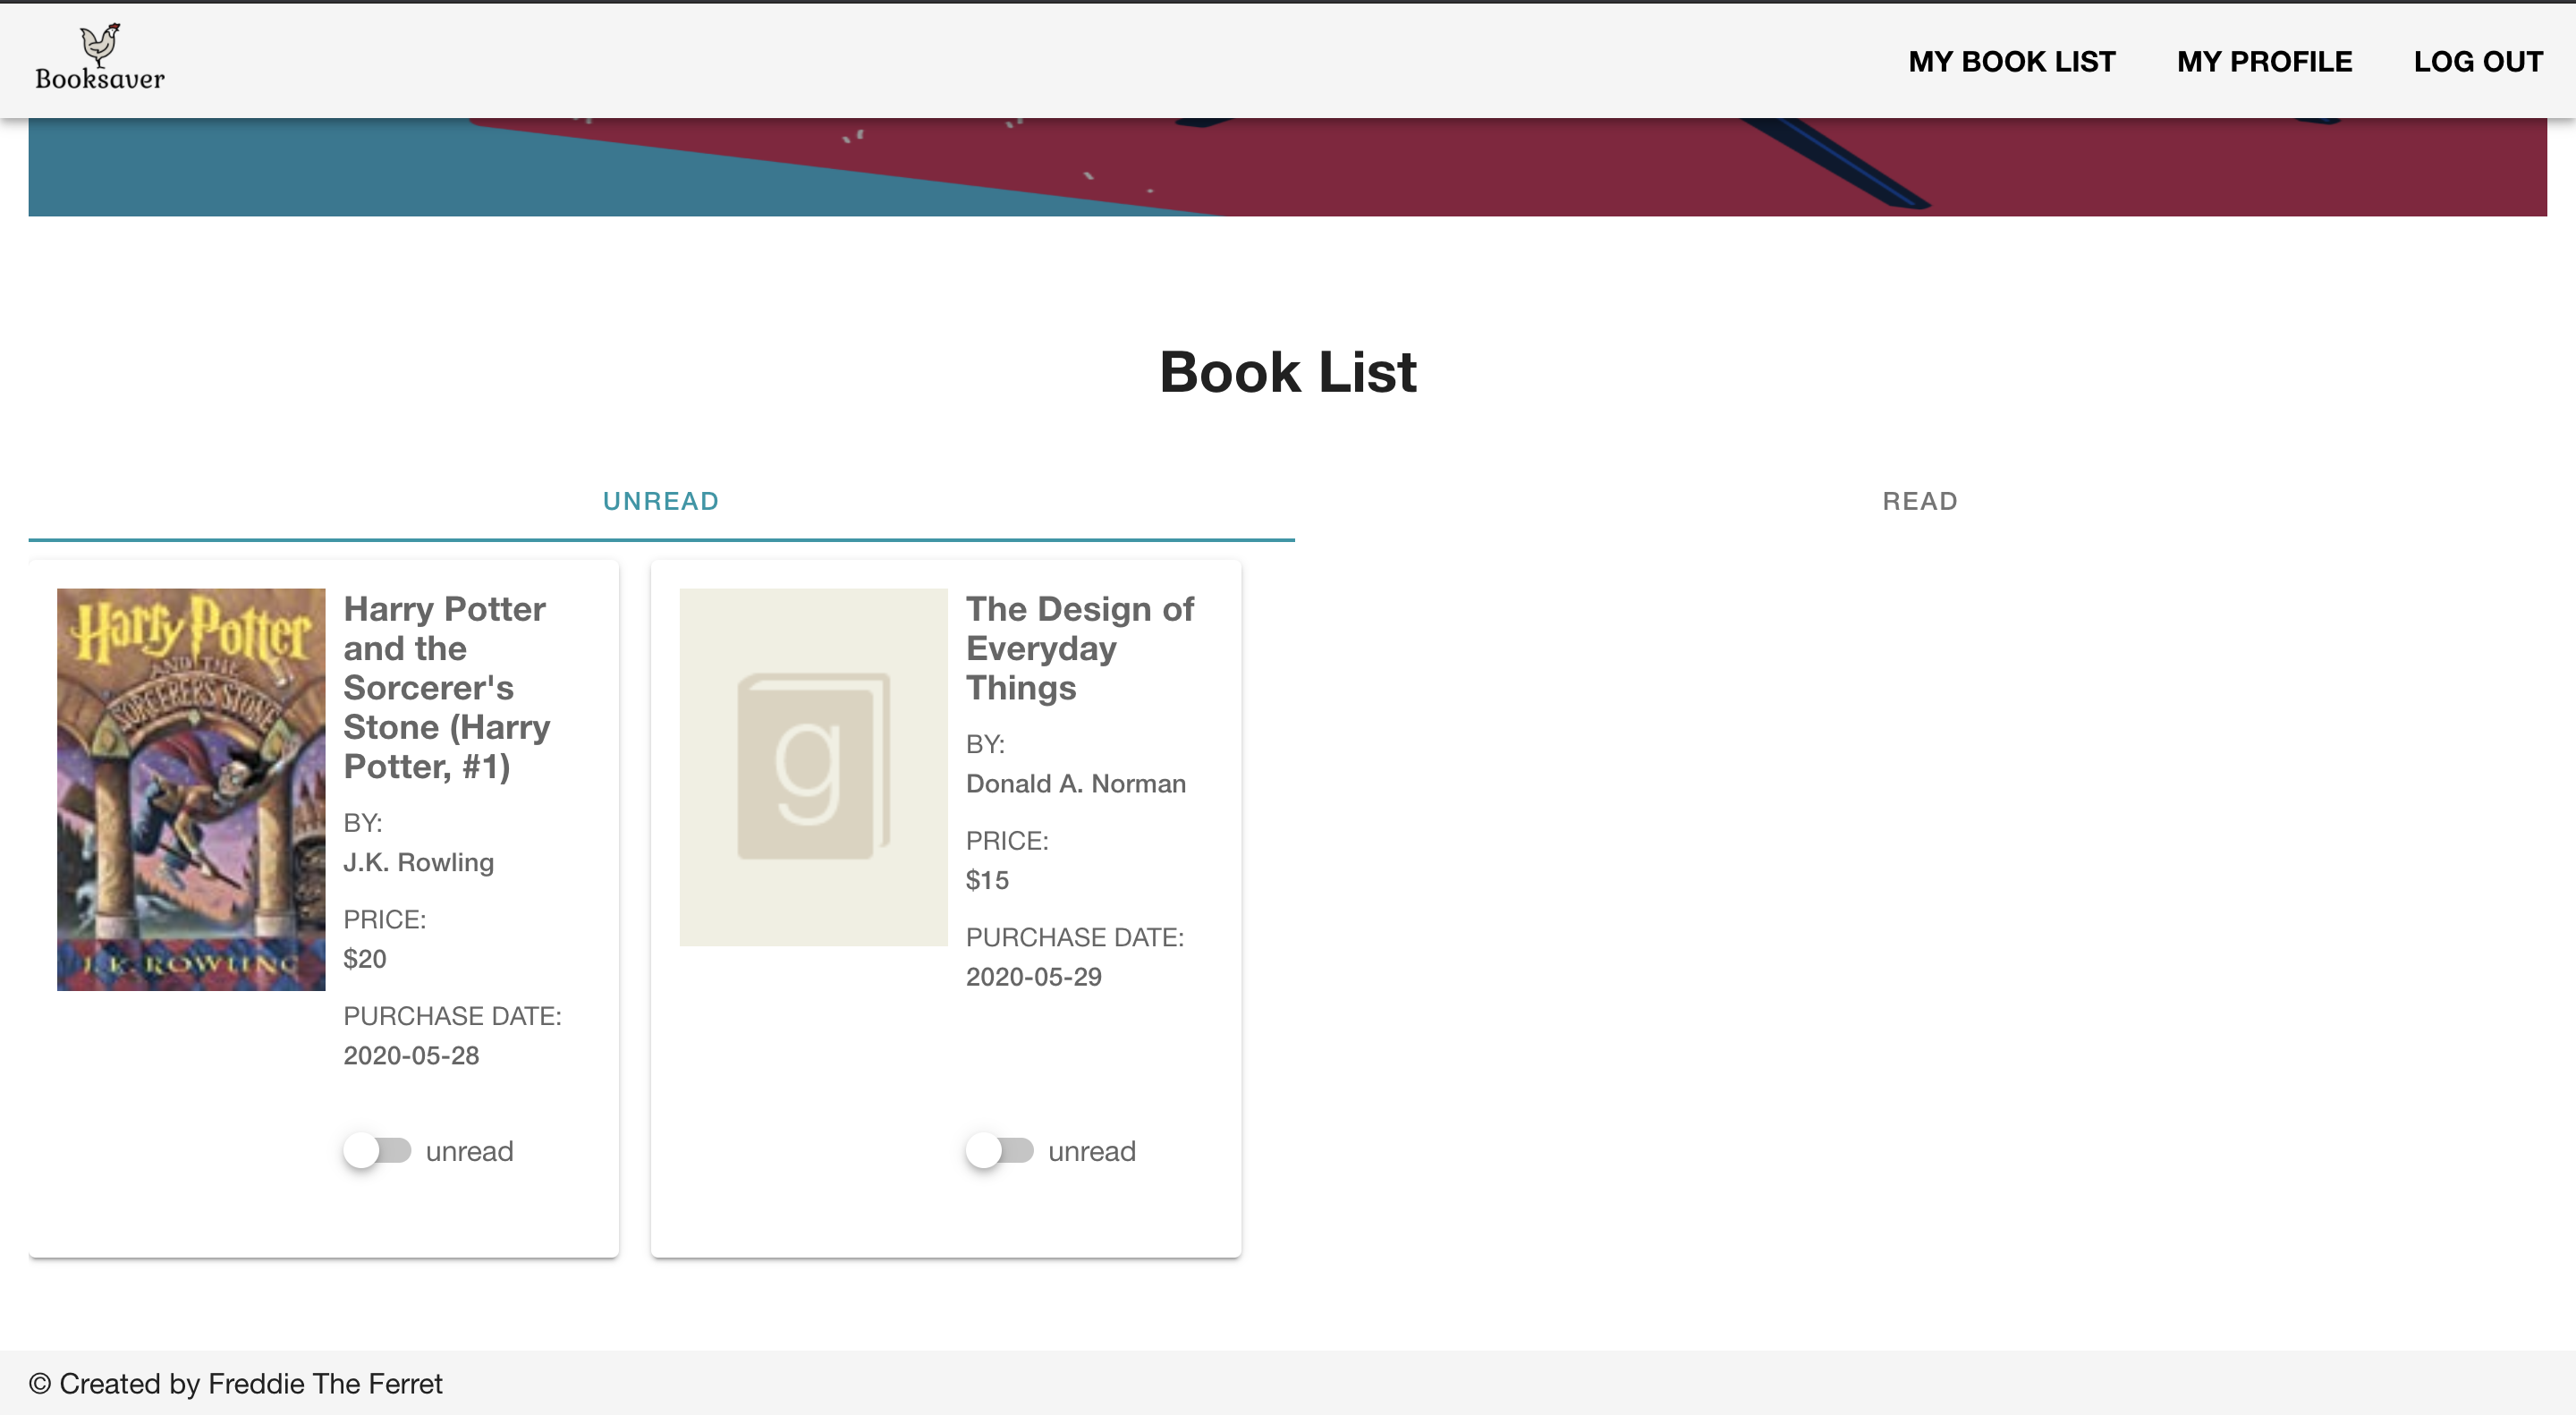 Booksaver
MY BOOK LIST
MY PROFILE
LOG OUT
Book List
UNREAD
READ
Harry Potter
AND THE
SORCERER'S STONE
J.K. ROWLING
Harry Potter
and the
Sorcerer's
Stone (Harry
Potter, #1)
BY:
J.K. Rowling
PRICE:
$20
PURCHASE DATE:
2020-05-28
unread
g
The Design of
Everyday
Things
BY:
Donald A. Norman
PRICE:
$15
PURCHASE DATE:
2020-05-29
unread
© Created by Freddie The Ferret